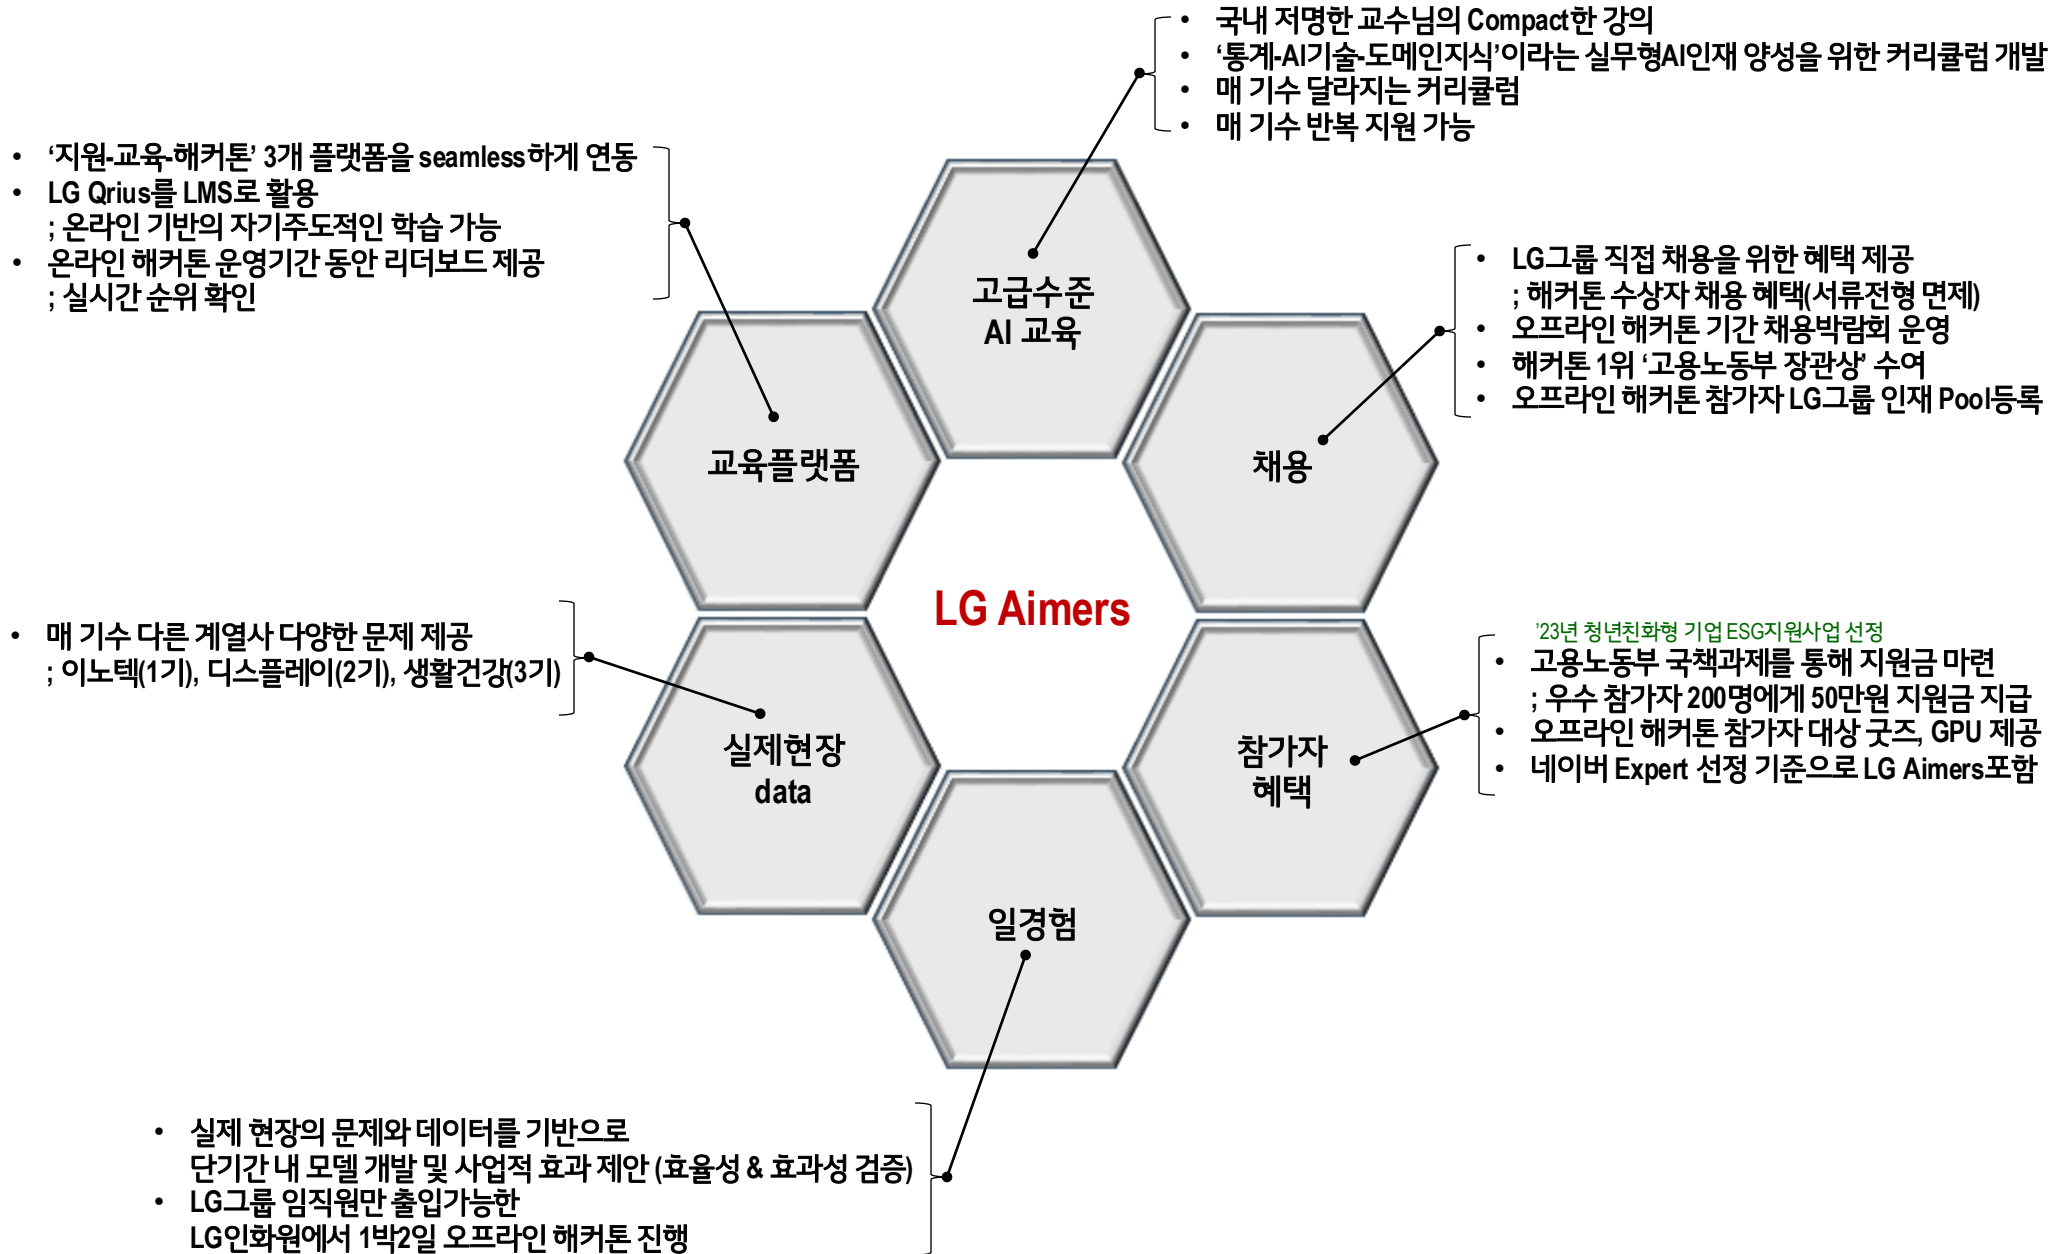 • 국내 저명한 교수님의 Compact한 강의
• ‘통계-AI기술-도메인지식’이라는 실무형AI인재 양성을 위한 커리큘럼 개발
• 매 기수 달라지는 커리큘럼
• 매 기수 반복 지원 가능
• ‘지원-교육-해커톤’ 3개 플랫폼을 seamless하게 연동
• LG Qrius를 LMS로 활용
; 온라인 기반의 자기주도적인 학습 가능
• 온라인 해커톤 운영기간 동안 리더보드 제공
; 실시간 순위 확인
• LG그룹 직접 채용을 위한 혜택 제공
; 해커톤 수상자 채용 혜택(서류전형 면제)
• 오프라인 해커톤 기간 채용박람회 운영
• 해커톤 1위 ‘고용노동부 장관상’ 수여
• 오프라인 해커톤 참가자 LG그룹 인재 Pool등록
고급수준
AI 교육
교육플랫폼
채용
LG Aimers
• 매 기수 다른 계열사 다양한 문제 제공
; 이노텍(1기), 디스플레이(2기), 생활건강(3기)
’23년 청년친화형 기업 ESG지원사업 선정
• 고용노동부 국책과제를 통해 지원금 마련
; 우수 참가자 200명에게 50만원 지원금 지급
• 오프라인 해커톤 참가자 대상 굿즈, GPU 제공
• 네이버 Expert 선정 기준으로 LG Aimers포함
실제현장
data
참가자
혜택
일경험
• 실제 현장의 문제와 데이터를 기반으로
단기간 내 모델 개발 및 사업적 효과 제안 (효율성 & 효과성 검증)
• LG그룹 임직원만 출입가능한
LG인화원에서 1박2일 오프라인 해커톤 진행